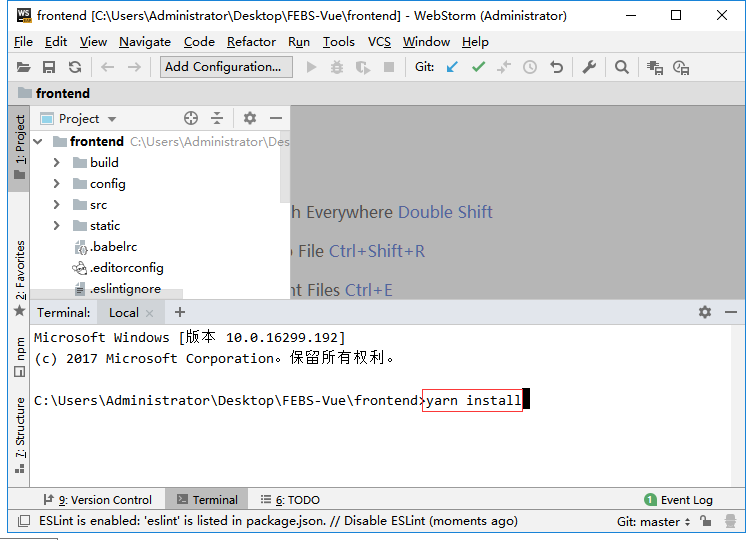 frontend [C:\Users\Administrator\Desktop\FEBS-Vue\frontend] - WebStorm (Administrator)
File Edit View Navigate Code Refactor Run Tools VCS Window Help
Add Configuration... Git:
frontend
1: Project
Project
frontend C:\Users\Administrator\Des
build
config
src
static
.babelrc
.editorconfig
.eslintignore
h Everywhere Double Shift
File Ctrl+Shift+R
nt Files Ctrl+E
2: Favorites
npm
7: Structure
Terminal: Local
Microsoft Windows [版本 10.0.16299.192]
(c) 2017 Microsoft Corporation。保留所有权利。
C:\Users\Administrator\Desktop\FEBS-Vue\frontend>yarn install
9: Version Control Terminal 6: TODO 1 Event Log
ESLint is enabled: 'eslint' is listed in package.json. // Disable ESLint (moments ago) Git: master